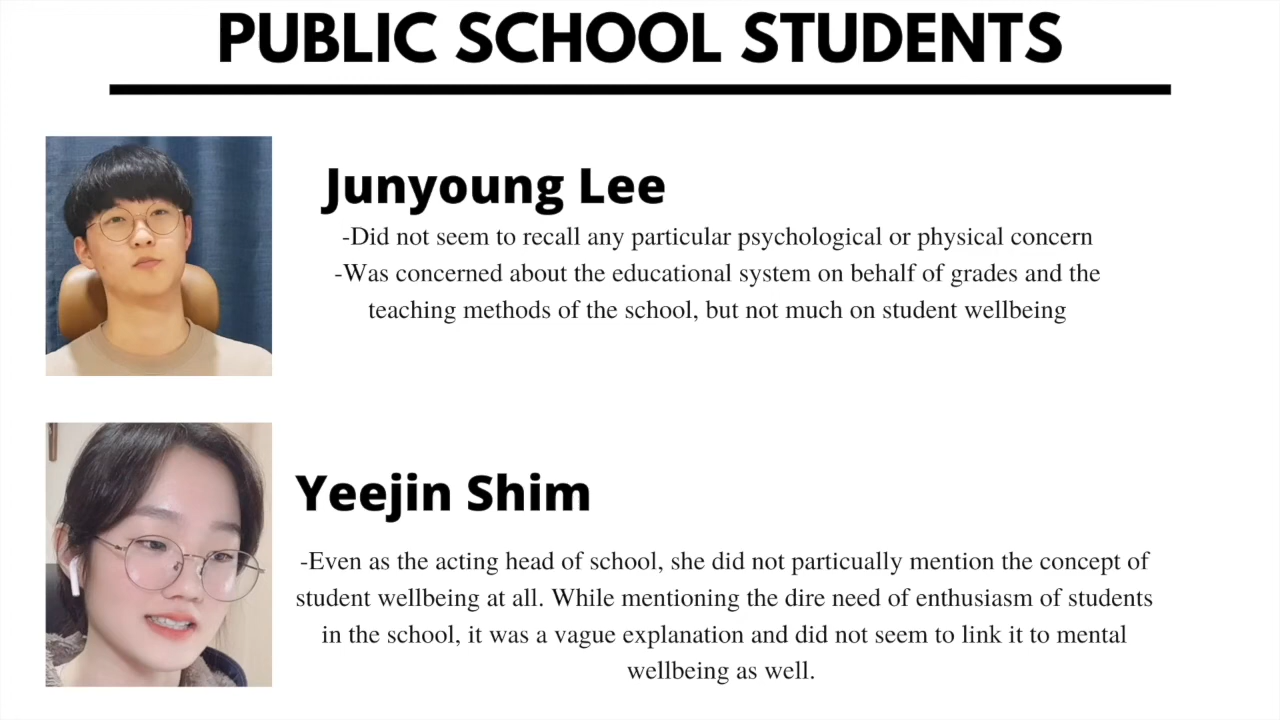 PUBLIC SCHOOL STUDENTS
Junyoung Lee
-Did not seem to recall any particular psychological or physical concern
-Was concerned about the educational system on behalf of grades and the
teaching methods of the school, but not much on student wellbeing
Yeejin Shim
-Even as the acting head of school, she did not particually mention the concept of
student wellbeing at all. While mentioning the dire need of enthusiasm of students
in the school, it was a vague explanation and did not seem to link it to mental
wellbeing as well.